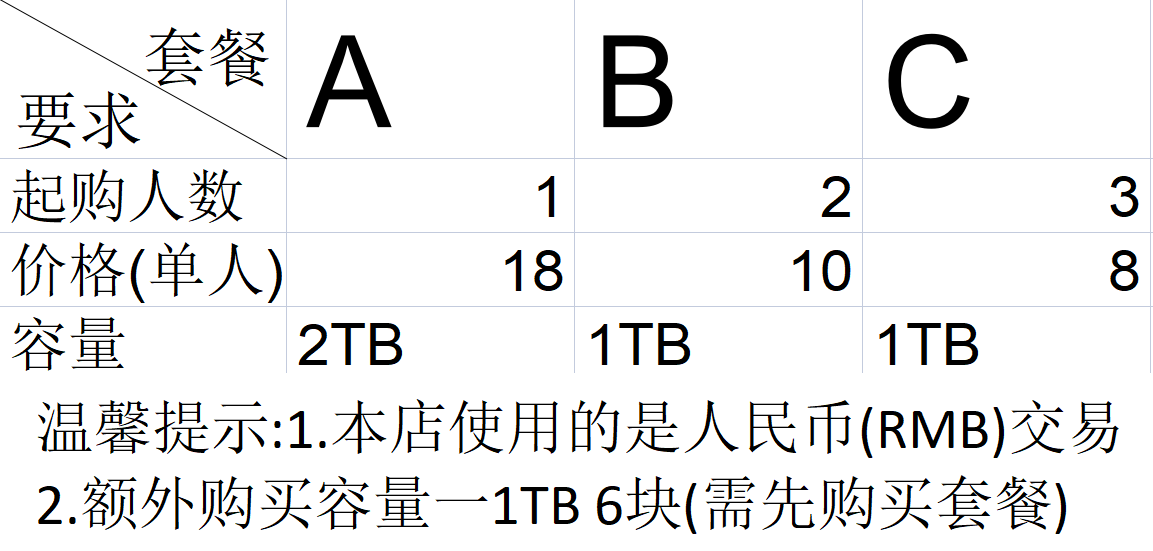 套餐 A B C
要求
起购人数 1 2 3
价格(单人) 18 10 8
容量 2TB 1TB 1TB
温馨提示:1.本店使用的是人民币(RMB)交易
2.额外购买容量一1TB 6块(需先购买套餐)